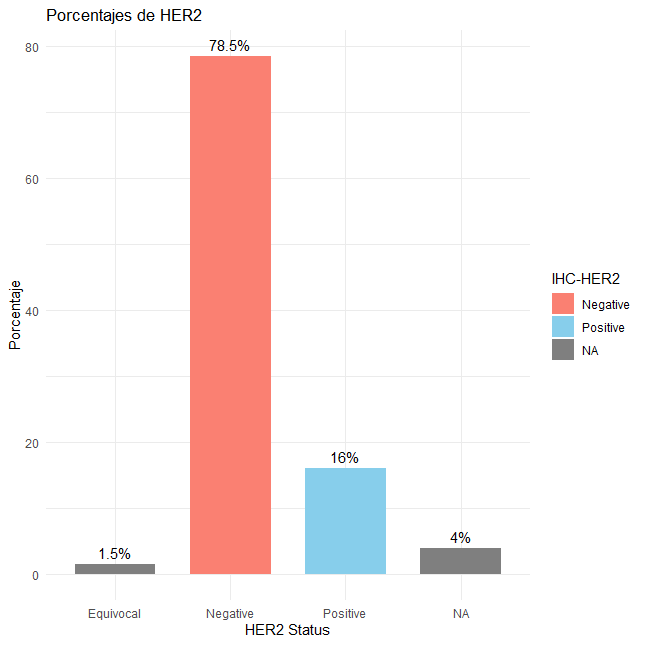 Porcentajes de HER2
80
60
40
20
0
Porcentaje
1.5%
78.5%
16%
4%
Equivocal
Negative
Positive
NA
HER2 Status
IHC-HER2
Negative
Positive
NA